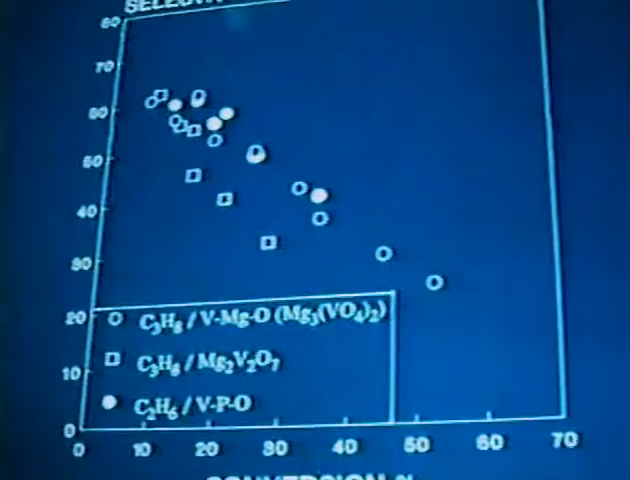 80
70
60
50
40
30
20
10
0
C₃H₈ / V-Mg-O (Mg₃(VO₄)₂)
C₃H₈ / Mg₂V₂O₇
C₂H₆ / V-P-O
0 10 20 30 40 50 60 70
CONVERSION %